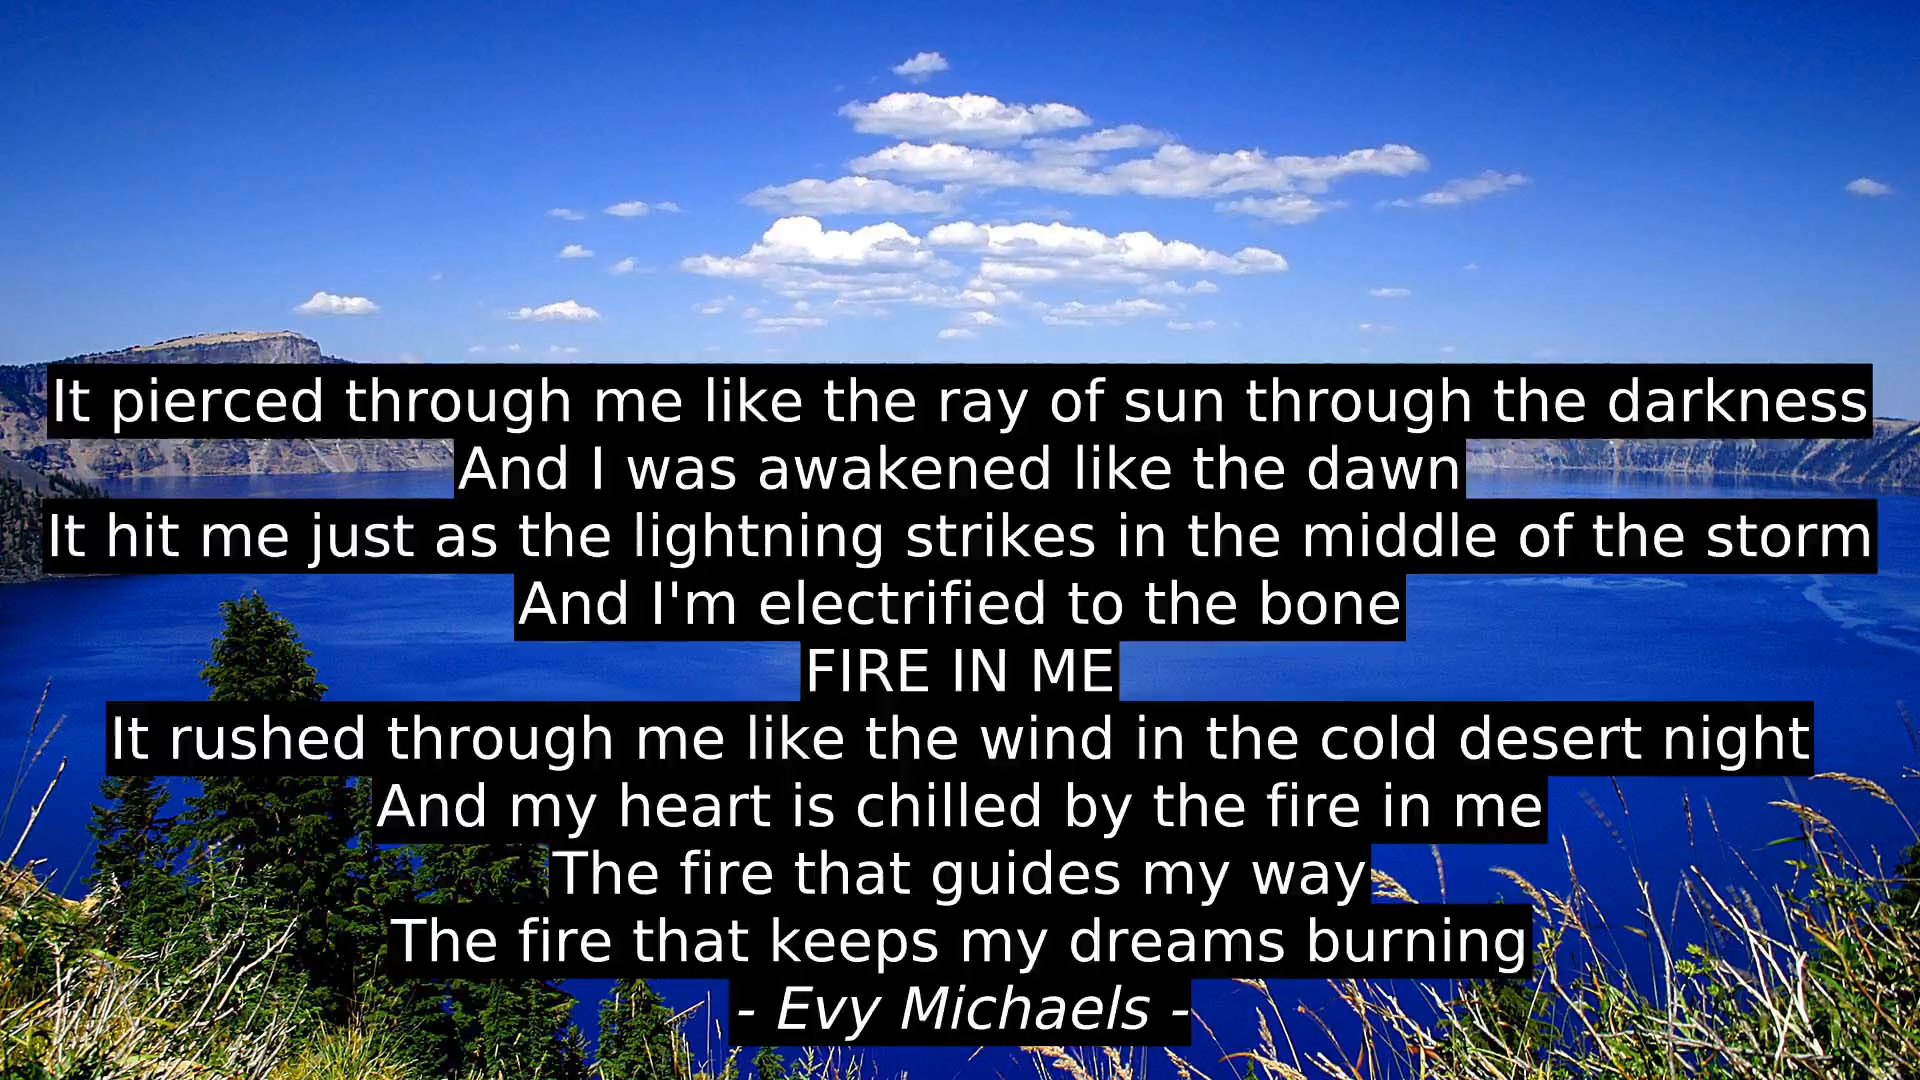 It pierced through me like the ray of sun through the darkness
And I was awakened like the dawn
It hit me just as the lightning strikes in the middle of the storm
And I'm electrified to the bone
FIRE IN ME
It rushed through me like the wind in the cold desert night
And my heart is chilled by the fire in me
The fire that guides my way
The fire that keeps my dreams burning
- Evy Michaels -